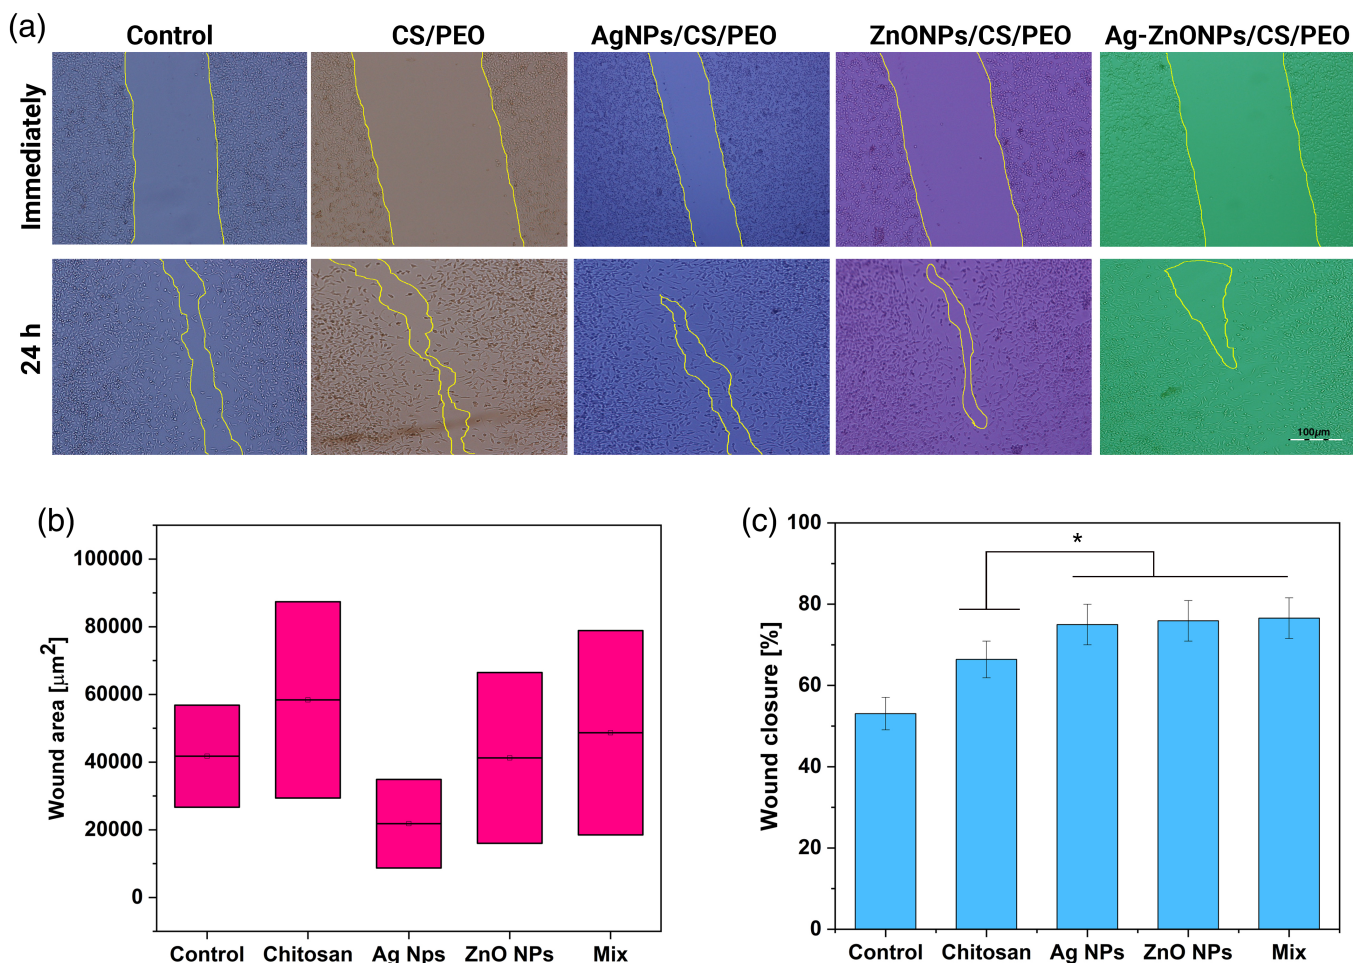 (a)
Control CS/PEO AgNPs/CS/PEO ZnONPs/CS/PEO Ag-ZnONPs/CS/PEO
Immediately
24 h
100µm
(b)
Wound area [µm²]
100000
80000
60000
40000
20000
0
Control Chitosan Ag Nps ZnO NPs Mix
(c)
Wound closure [%]
100
80
60
40
20
0
*
Control Chitosan Ag NPs ZnO NPs Mix